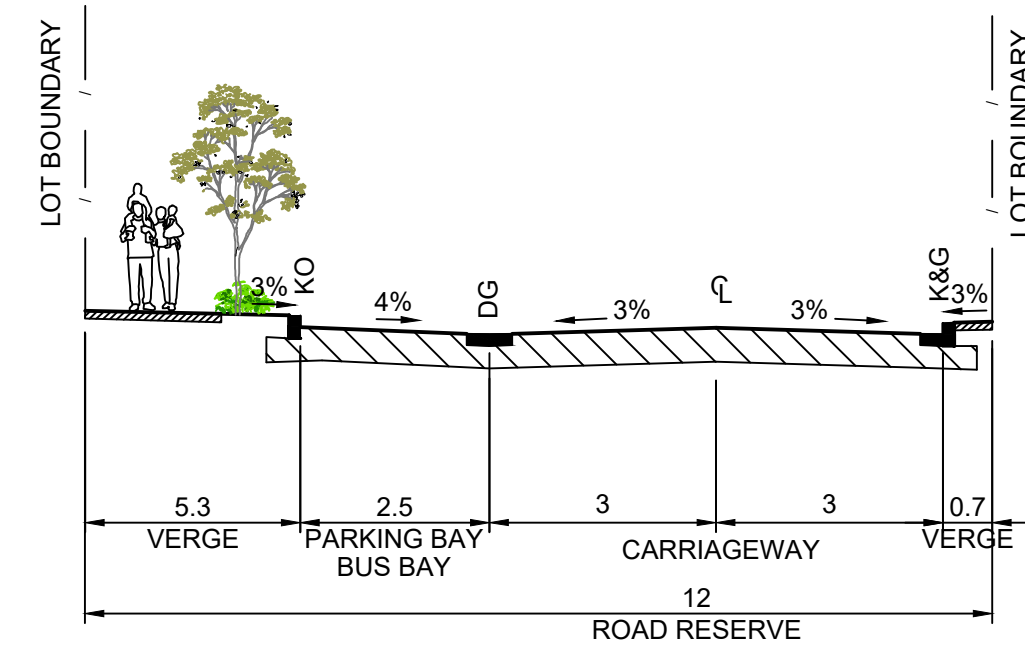 LOT BOUNDARY
LOT BOUNDARY
3%
KO
4%
DG
3%
℄
3%
K&G
3%
5.3
2.5
3
3
0.7
VERGE
PARKING BAY
BUS BAY
CARRIAGEWAY
VERGE
12
ROAD RESERVE